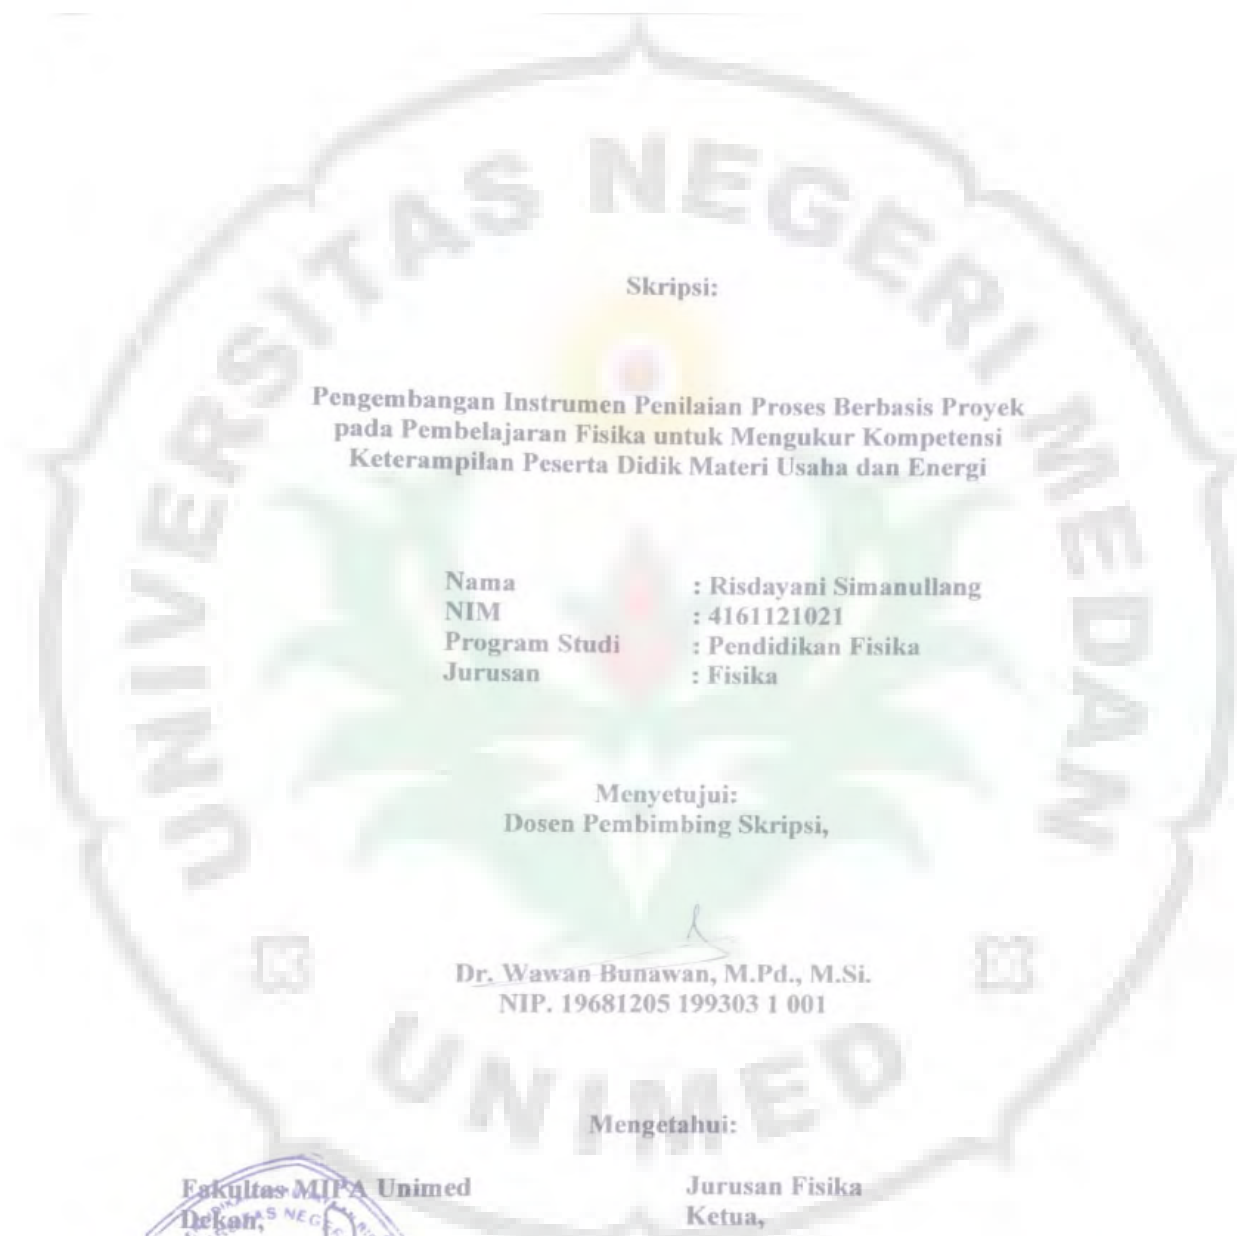 UNIVERSITAS NEGERI MEDAN
Skripsi:
Pengembangan Instrumen Penilaian Proses Berbasis Proyek
pada Pembelajaran Fisika untuk Mengukur Kompetensi
Keterampilan Peserta Didik Materi Usaha dan Energi
Nama : Risdayani Simanullang
NIM : 4161121021
Program Studi : Pendidikan Fisika
Jurusan : Fisika
Menyetujui:
Dosen Pembimbing Skripsi,
Dr. Wawan Bunawan, M.Pd., M.Si.
NIP. 19681205 199303 1 001
UNIMED
Mengetahui:
Fakultas MIPA Unimed Jurusan Fisika
Dekan, Ketua,